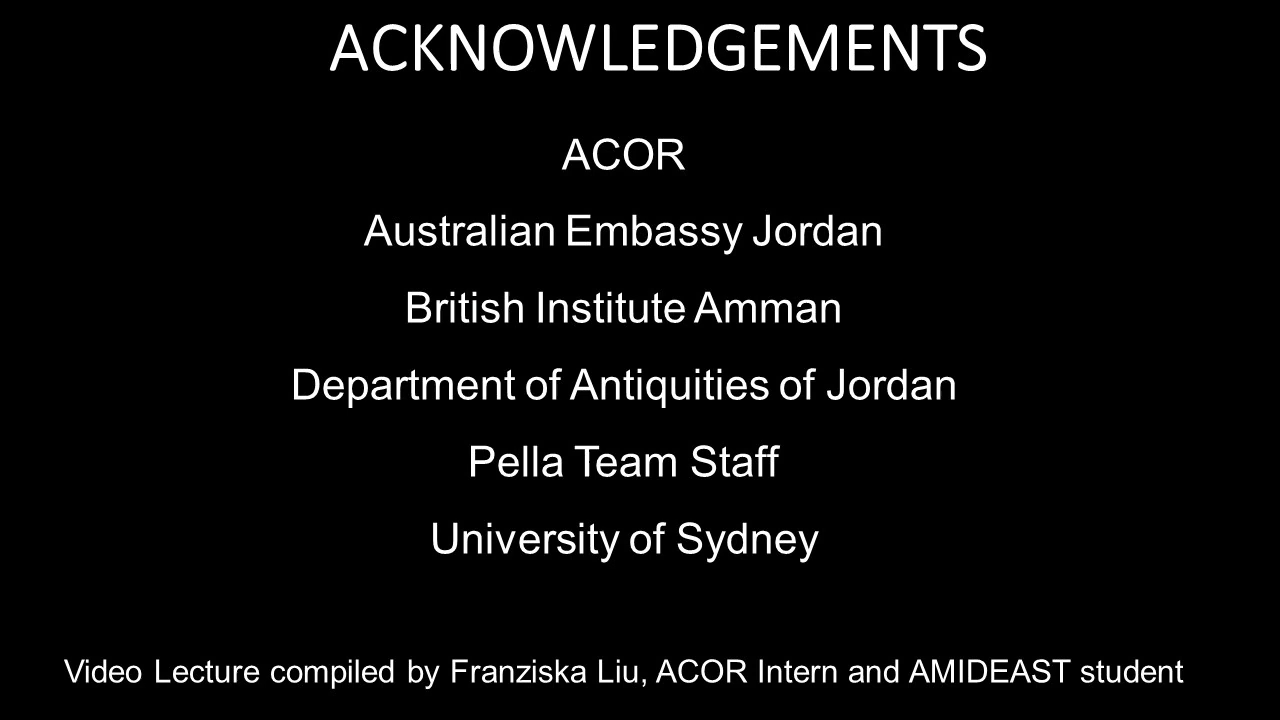 ACKNOWLEDGEMENTS
ACOR
Australian Embassy Jordan
British Institute Amman
Department of Antiquities of Jordan
Pella Team Staff
University of Sydney
Video Lecture compiled by Franziska Liu, ACOR Intern and AMIDEAST student